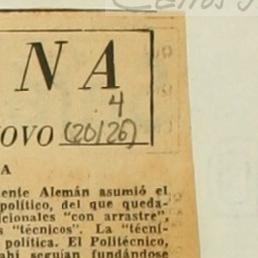 N A
4
OVO (20/26)
A
ente Alemán asumió el
político, del que queda-
cionales "con arrastre",
s "técnicos". La "técni-
política. El Politécnico,
ahí seguían fundándose